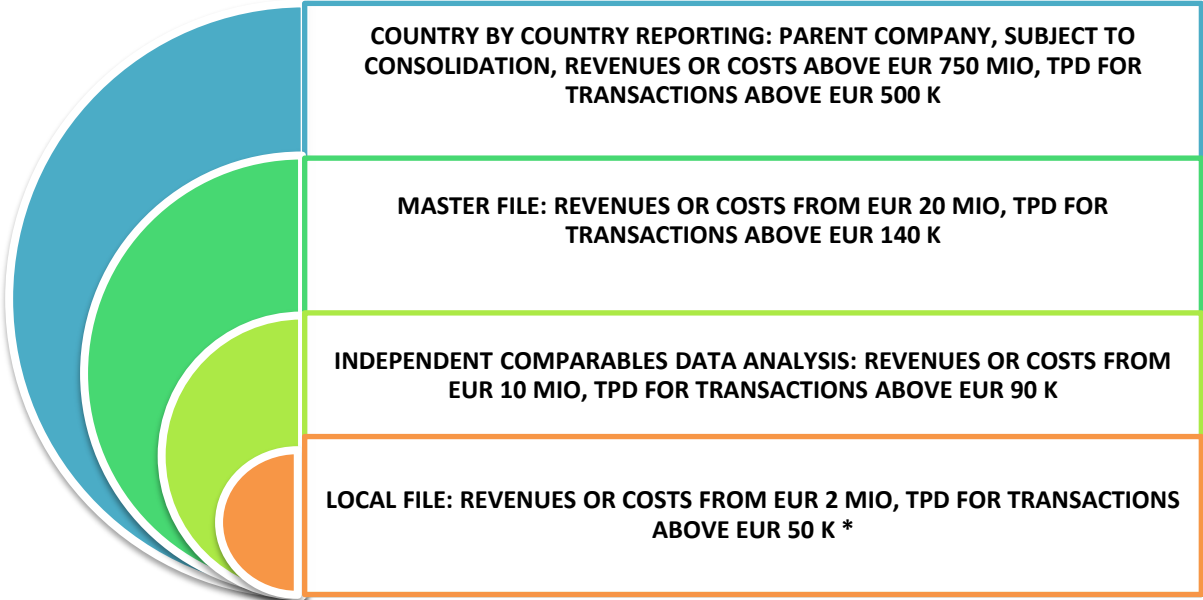 COUNTRY BY COUNTRY REPORTING: PARENT COMPANY, SUBJECT TO
CONSOLIDATION, REVENUES OR COSTS ABOVE EUR 750 MIO, TPD FOR
TRANSACTIONS ABOVE EUR 500 K
MASTER FILE: REVENUES OR COSTS FROM EUR 20 MIO, TPD FOR
TRANSACTIONS ABOVE EUR 140 K
INDEPENDENT COMPARABLES DATA ANALYSIS: REVENUES OR COSTS FROM
EUR 10 MIO, TPD FOR TRANSACTIONS ABOVE EUR 90 K
LOCAL FILE: REVENUES OR COSTS FROM EUR 2 MIO, TPD FOR TRANSACTIONS
ABOVE EUR 50 K *